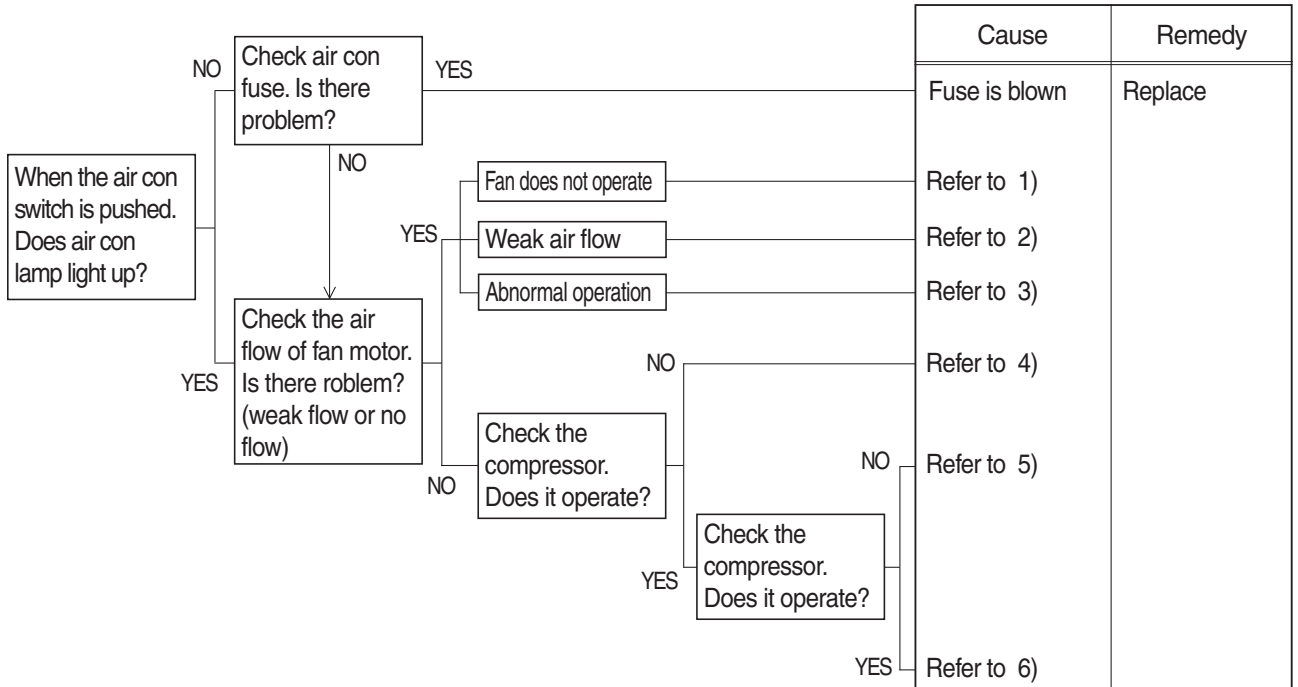 Cause
Remedy
NO
Check air con
fuse. Is there
problem?
YES
Fuse is blown
Replace
NO
When the air con
switch is pushed.
Does air con
lamp light up?
YES
Fan does not operate
Refer to 1)
Weak air flow
Refer to 2)
Abnormal operation
Refer to 3)
YES
Check the air
flow of fan motor.
Is there roblem?
(weak flow or no
flow)
NO
Refer to 4)
NO
Check the
compressor.
Does it operate?
NO
Refer to 5)
YES
Check the
compressor.
Does it operate?
YES
Refer to 6)